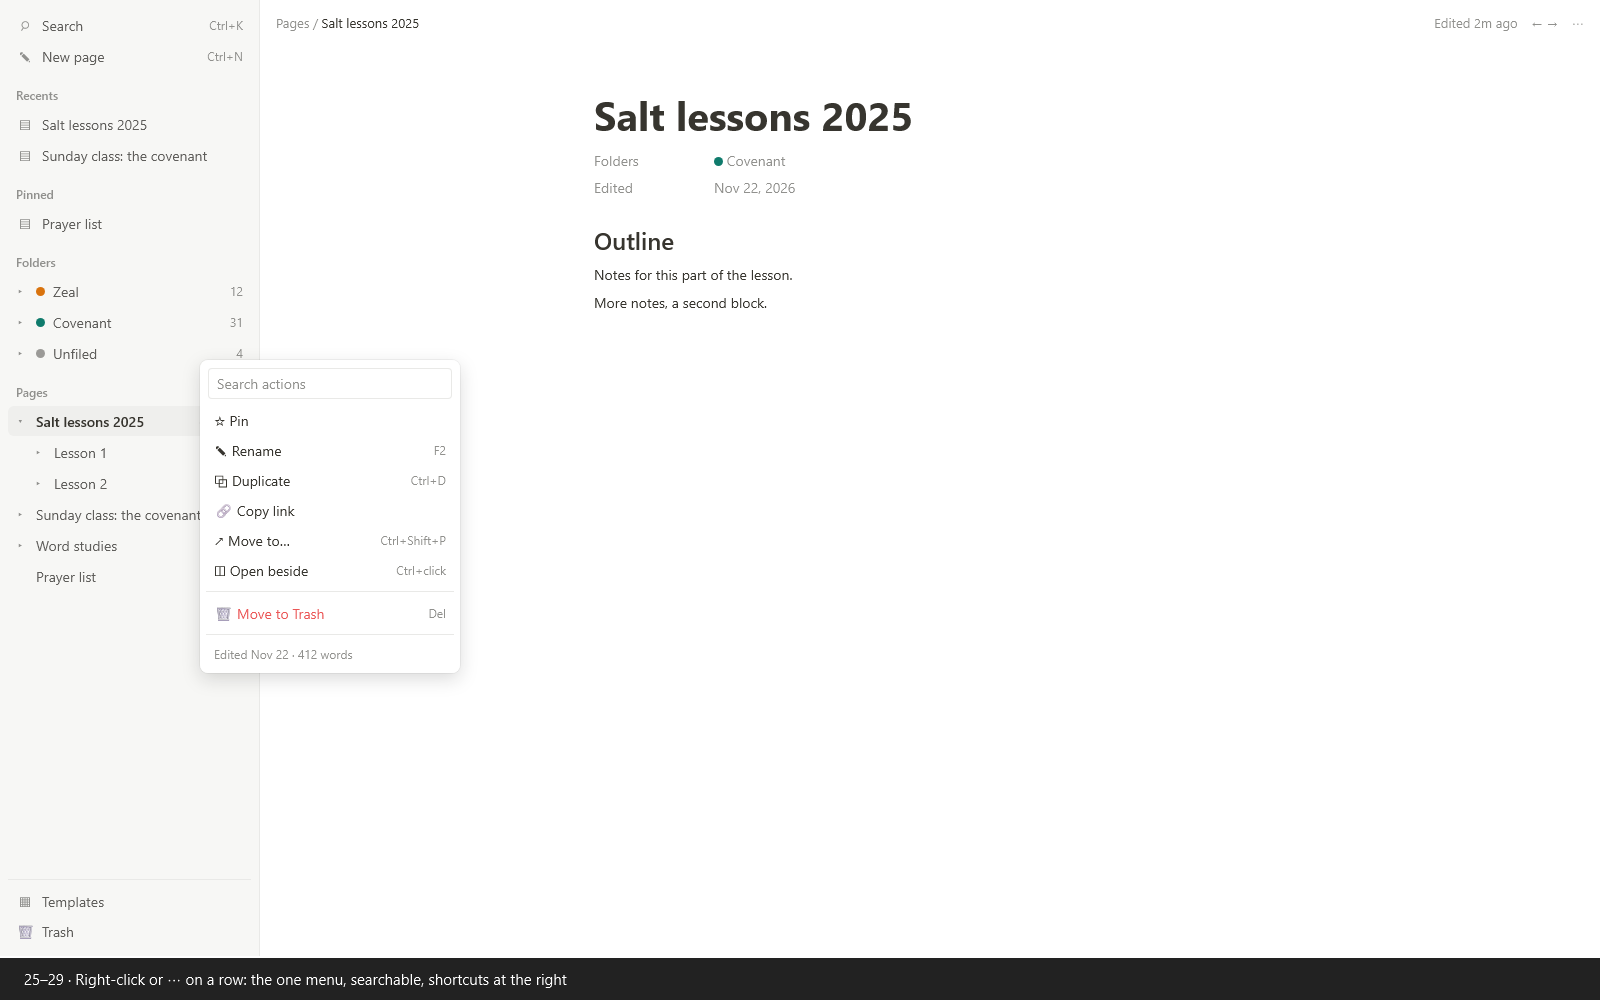 Search Ctrl+K
New page Ctrl+N
Recents
Salt lessons 2025
Sunday class: the covenant
Pinned
Prayer list
Folders
Zeal 12
Covenant 31
Unfiled 4
Pages
Salt lessons 2025
Lesson 1
Lesson 2
Sunday class: the covenant
Word studies
Prayer list
Templates
Trash
Pages / Salt lessons 2025
Edited 2m ago ← → ···
Salt lessons 2025
Folders Covenant
Edited Nov 22, 2026
Outline
Notes for this part of the lesson.
More notes, a second block.
Search actions
Pin
Rename F2
Duplicate Ctrl+D
Copy link
Move to... Ctrl+Shift+P
Open beside Ctrl+click
Move to Trash Del
Edited Nov 22 · 412 words
25–29 · Right-click or ··· on a row: the one menu, searchable, shortcuts at the right